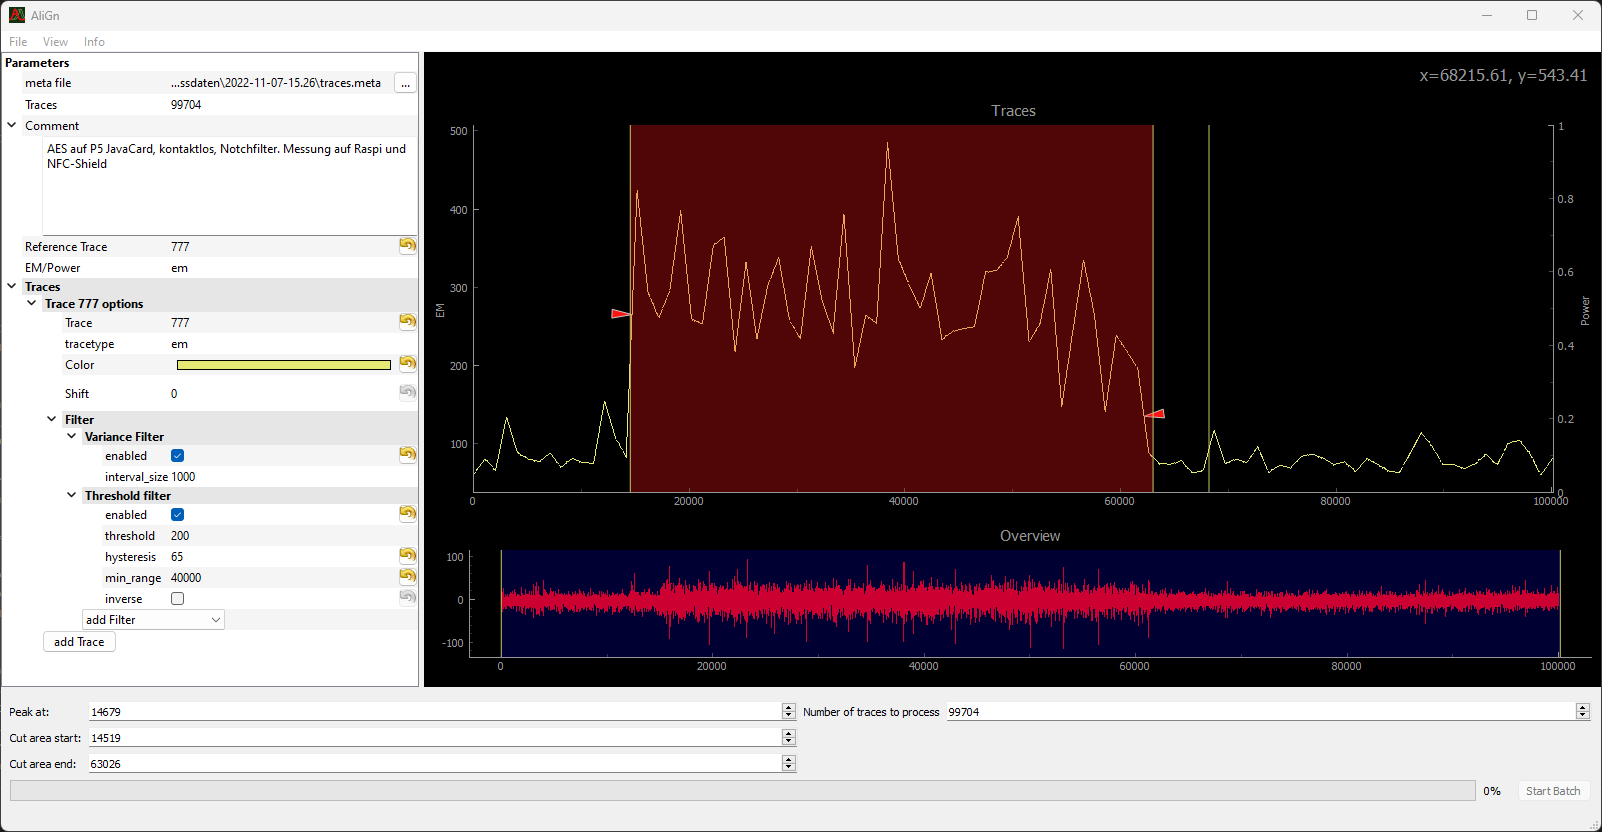 AliGn
File View Info
Parameters
meta file ...ssdaten\2022-11-07-15.26\traces.meta ...
Traces 99704
Comment
AES auf P5 JavaCard, kontaktlos, Notchfilter. Messung auf Raspi und
NFC-Shield
Reference Trace 777
EM/Power em
Traces
Trace 777 options
Trace 777
tracetype em
Color
Shift 0
Filter
Variance Filter
enabled
interval_size 1000
Threshold filter
enabled
threshold 200
hysteresis 65
min_range 40000
inverse
add Filter
add Trace
x=68215.61, y=543.41
Traces
500
400
300
200
100
EM
0 20000 40000 60000 80000 100000
1
0.8
0.6
0.4
0.2
0
Power
Overview
100
0
-100
0 20000 40000 60000 80000 100000
Peak at: 14679
Number of traces to process 99704
Cut area start: 14519
Cut area end: 63026
0% Start Batch